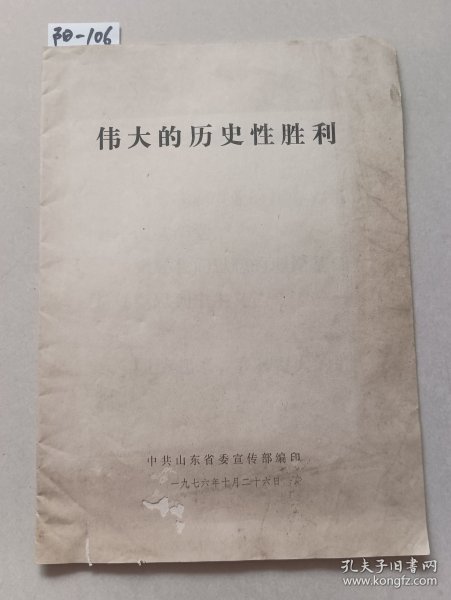 阳-106
伟大的历史性胜利
中共山东省委宣传部编印
一九七六年十月二十六日
孔夫子旧书网
www.kongfz.com